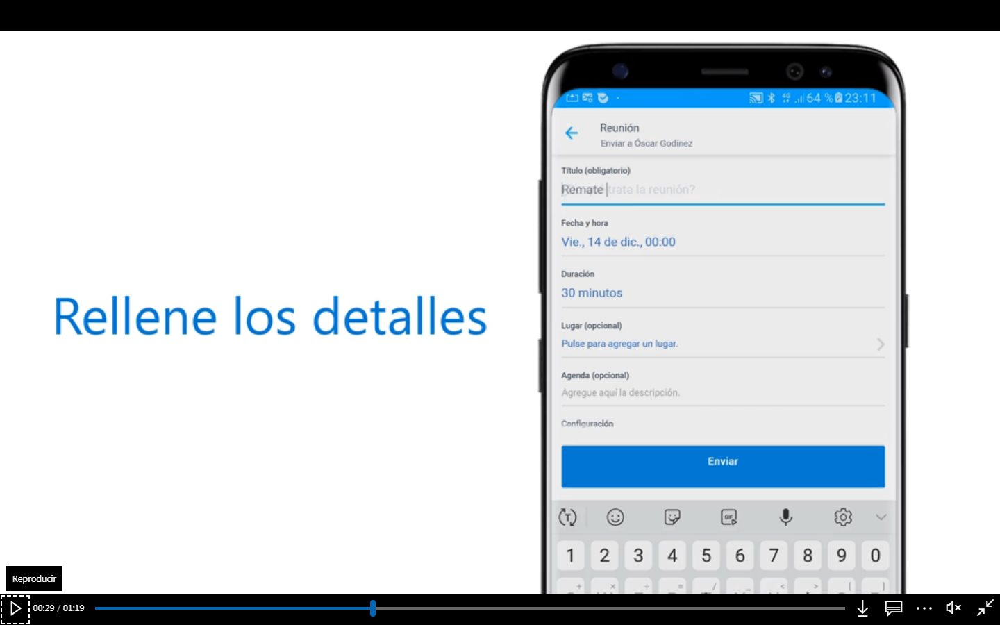 64 % 23:11
Reunión
Enviar a Óscar Godínez
Título (obligatorio)
Remate trata la reunión?
Fecha y hora
Vie., 14 de dic., 00:00
Duración
30 minutos
Lugar (opcional)
Pulse para agregar un lugar.
Agenda (opcional)
Agregue aquí la descripción.
Configuración
Enviar
Rellene los detalles
GIF
1 2 3 4 5 6 7 8 9 0
Reproducir
00:29 / 01:19